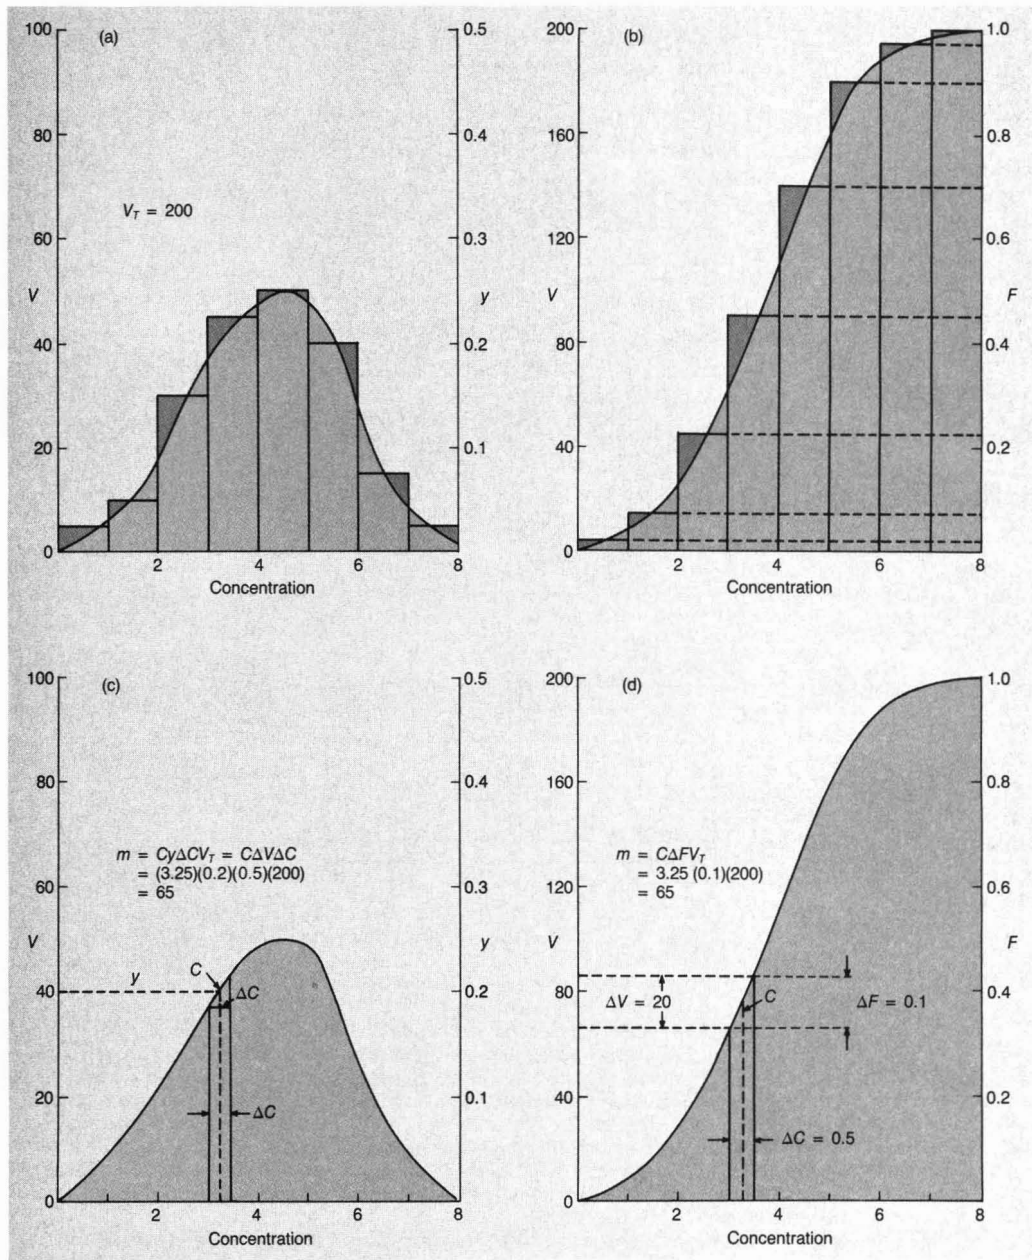 (a)
100
80
60
V
40
20
0
V_T = 200
0.5
0.4
0.3
y
0.2
0.1
2
4
6
8
Concentration
(b)
200
160
120
V
80
40
0
1.0
0.8
0.6
F
0.4
0.2
2
4
6
8
Concentration
(c)
100
80
60
V
40
20
0
m = CyΔCV_T = CΔVΔC
= (3.25)(0.2)(0.5)(200)
= 65
y
C
ΔC
ΔC
0.5
0.4
0.3
y
0.2
0.1
2
4
6
8
Concentration
(d)
200
160
120
V
80
40
0
m = CΔFV_T
= 3.25 (0.1)(200)
= 65
ΔV = 20
C
ΔF = 0.1
ΔC = 0.5
1.0
0.8
0.6
F
0.4
0.2
2
4
6
8
Concentration